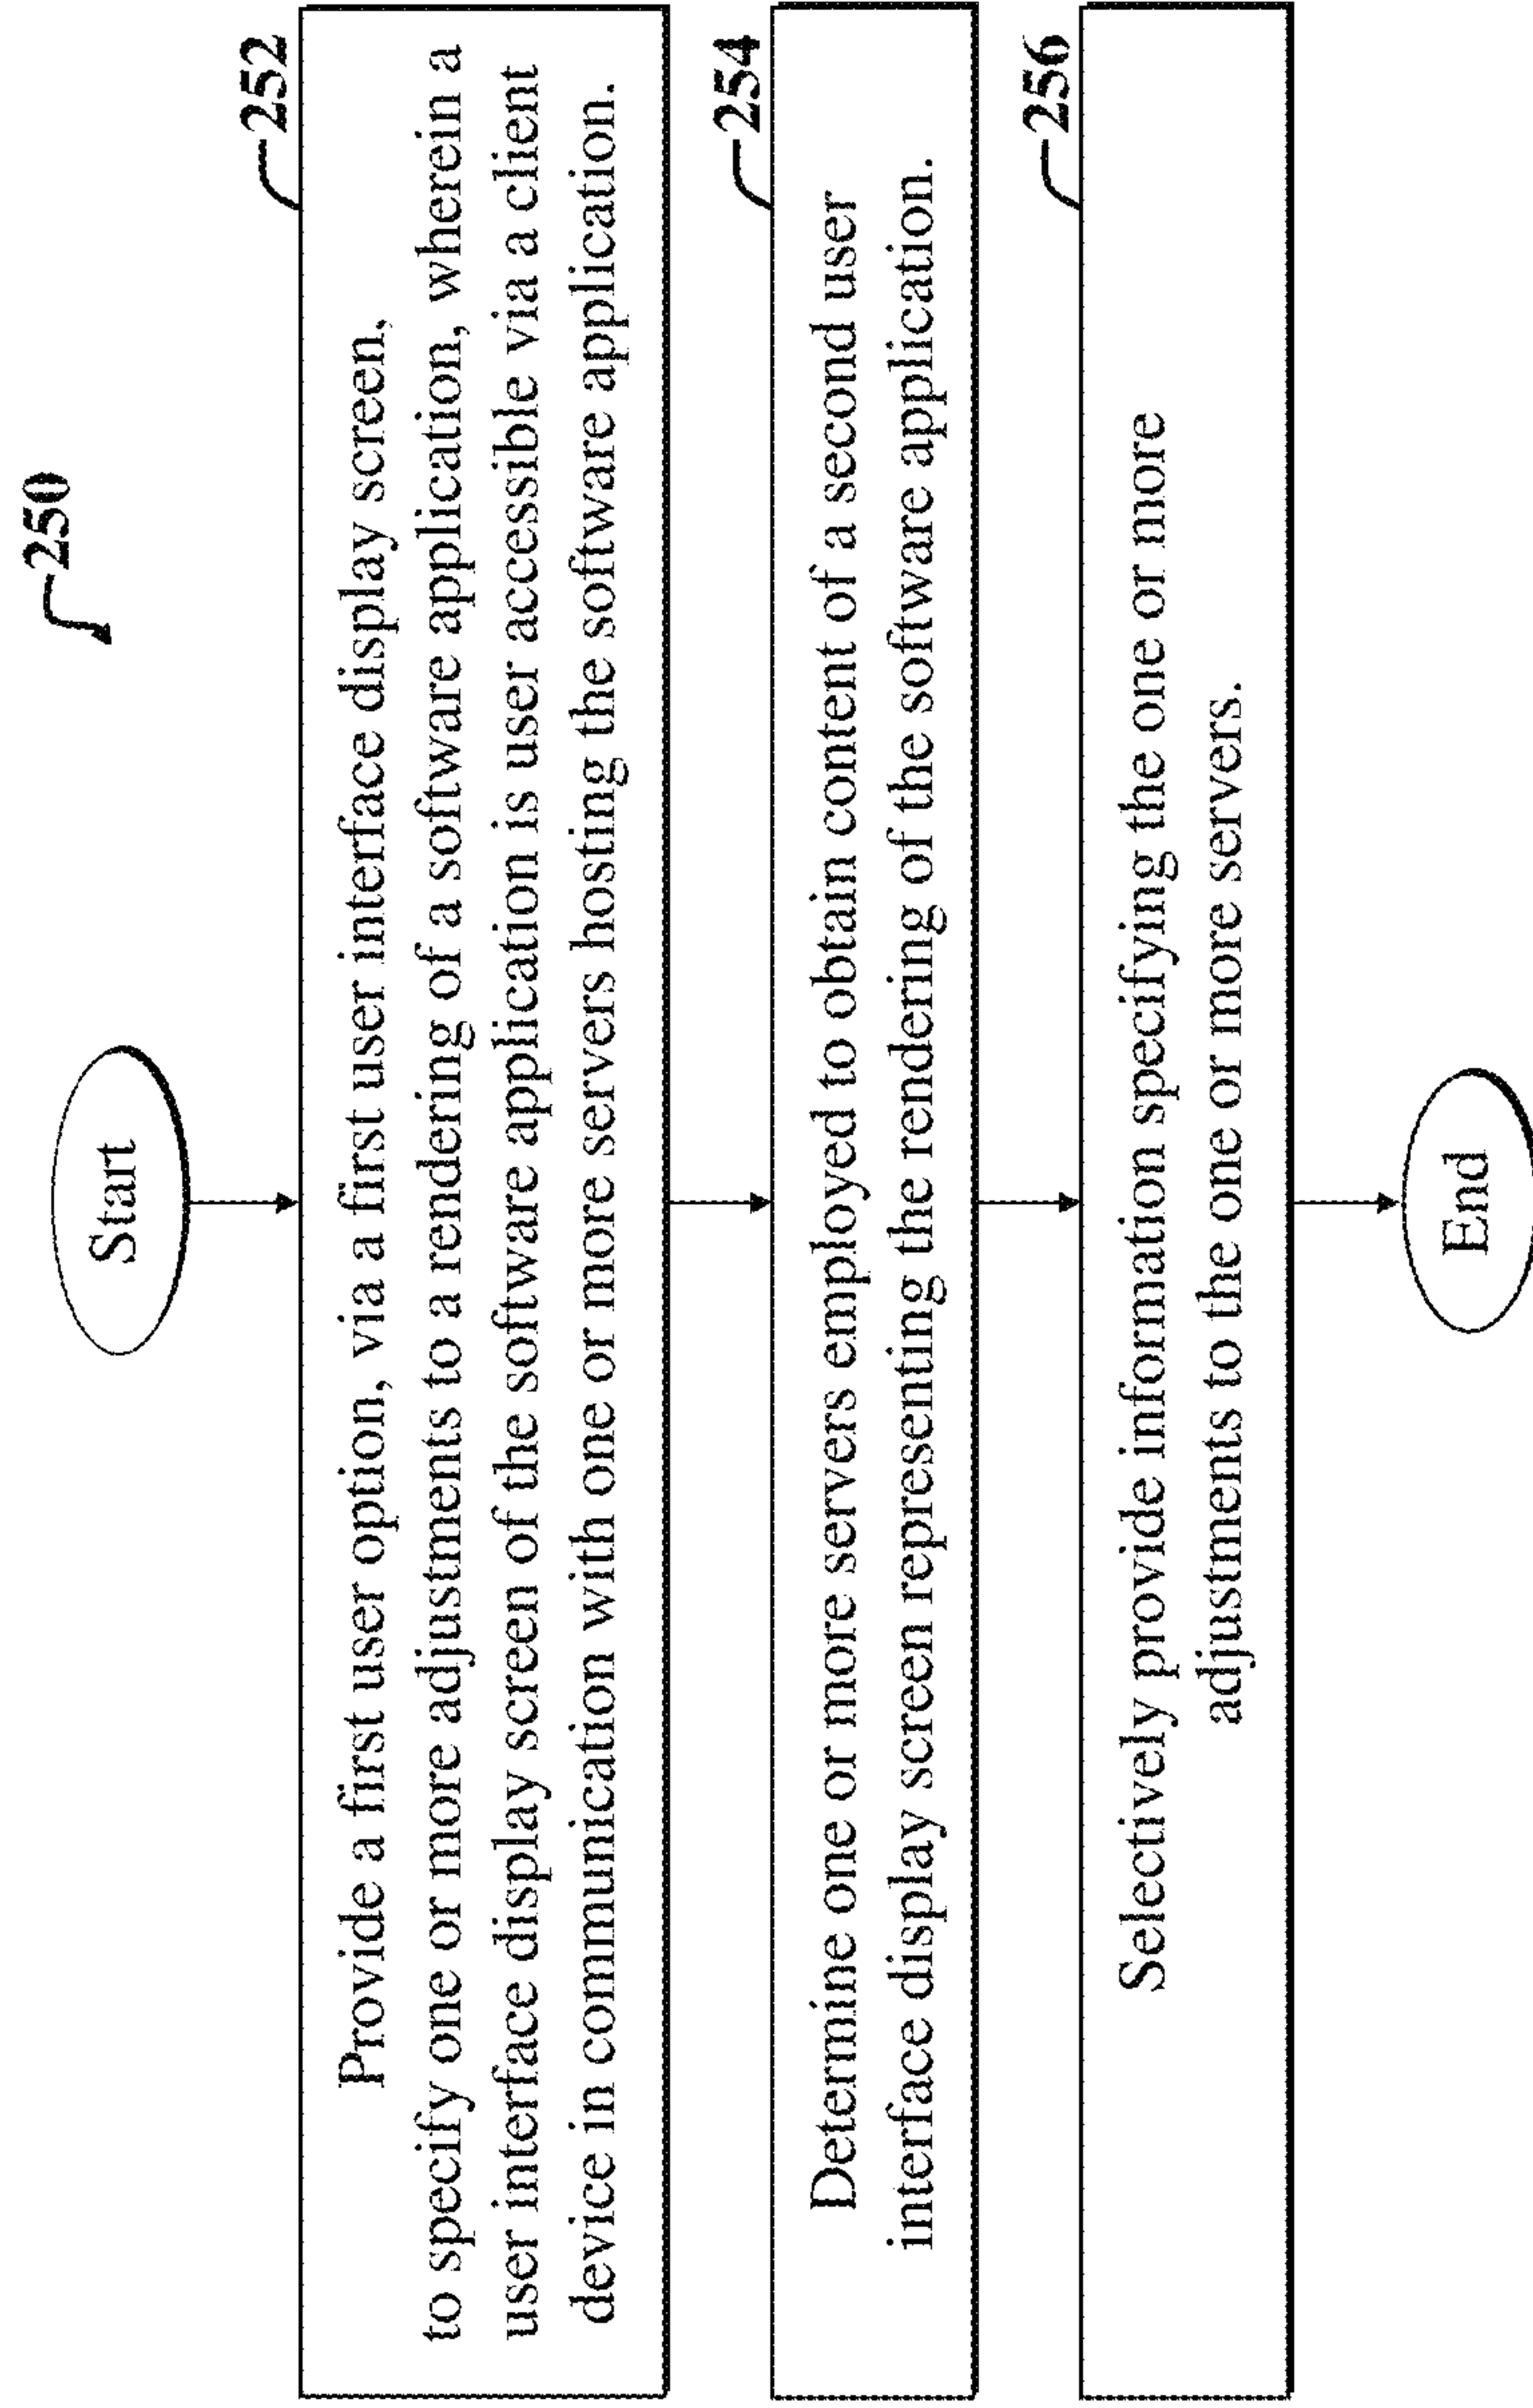 250
Start
252
Provide a first user option, via a first user interface display screen,
to specify one or more adjustments to a rendering of a software application, wherein a
user interface display screen of the software application is user accessible via a client
device in communication with one or more servers hosting the software application.
254
Determine one or more servers employed to obtain content of a second user
interface display screen representing the rendering of the software application.
256
Selectively provide information specifying the one or more
adjustments to the one or more servers.
End